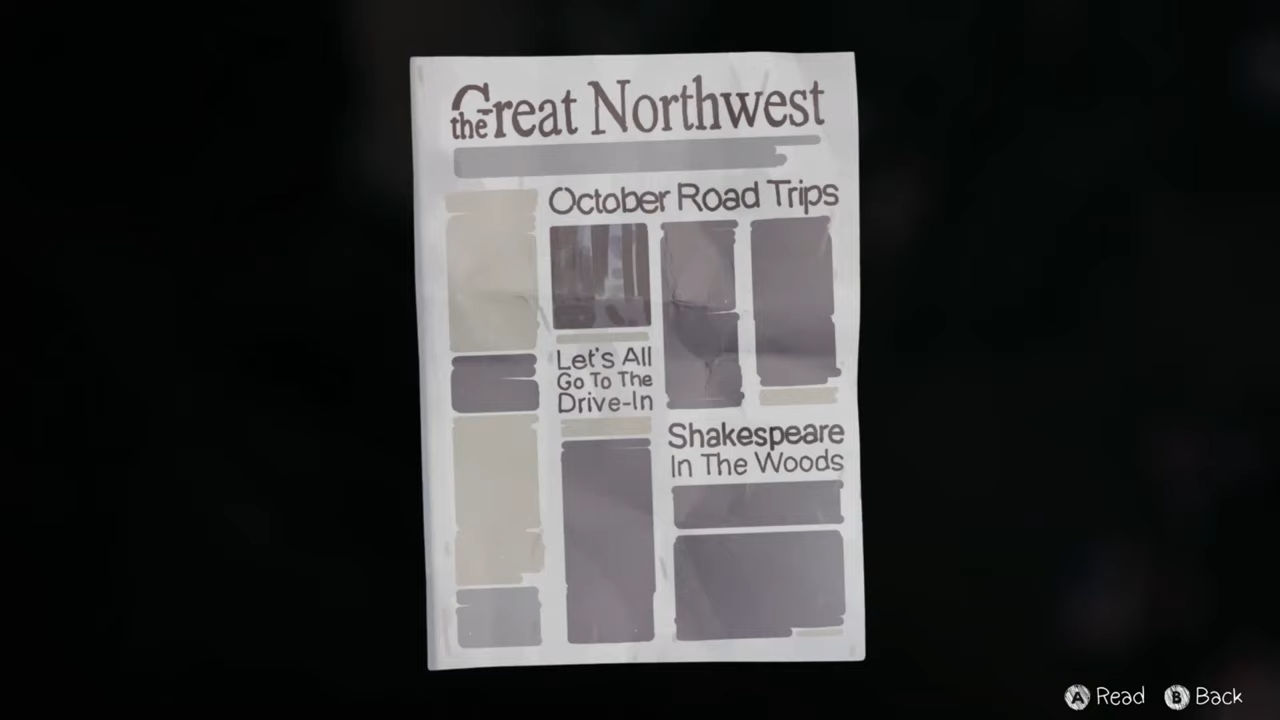 the Great Northwest
October Road Trips
Let's All
Go To The
Drive-In
Shakespeare
In The Woods
A Read B Back